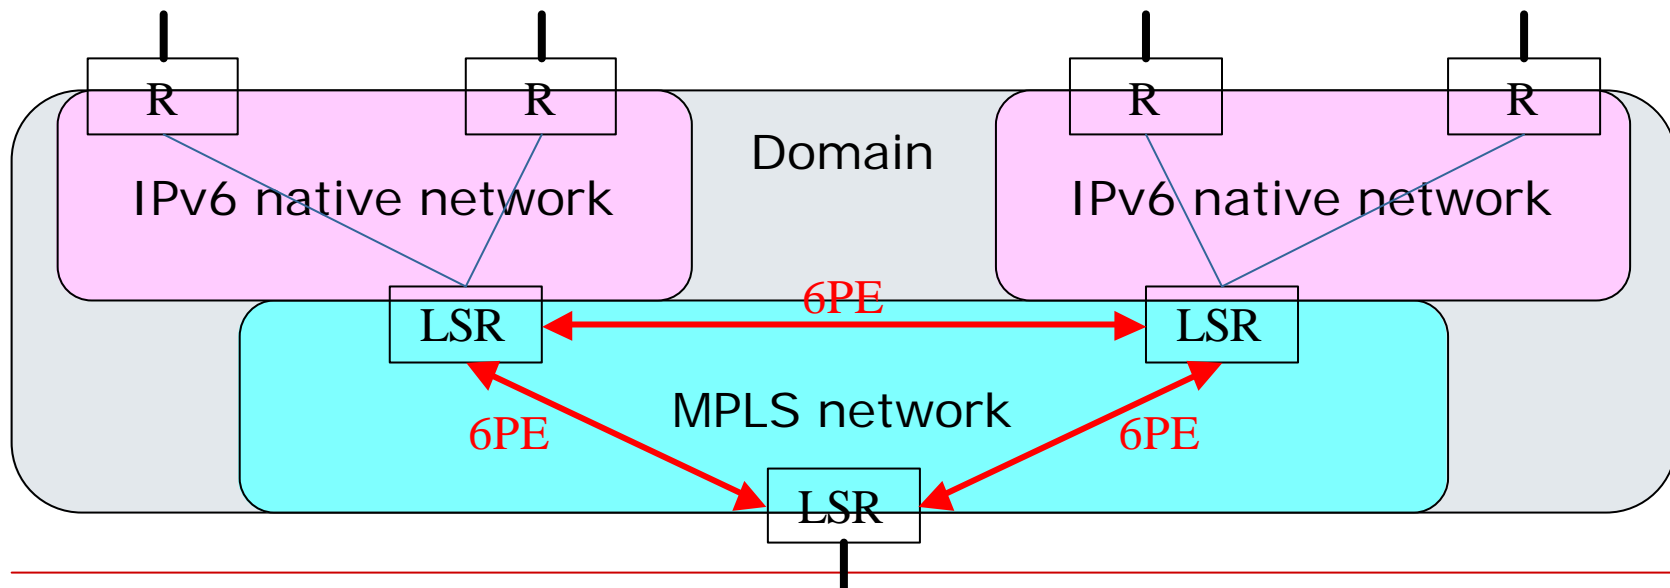 R
R
R
R
Domain
IPv6 native network
IPv6 native network
6PE
LSR
LSR
MPLS network
6PE
6PE
LSR